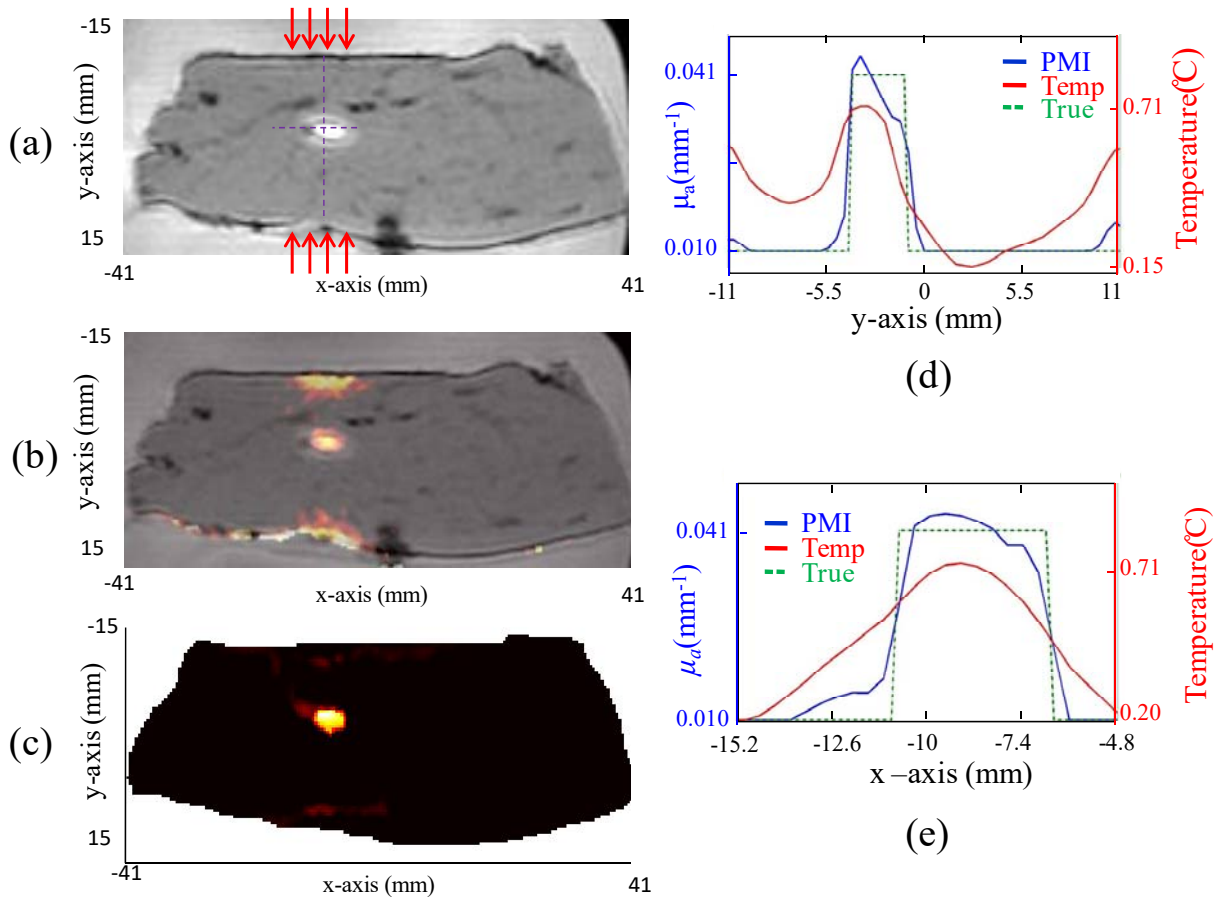 -15
(a)
y-axis (mm)
15
-41
x-axis (mm)
41
-15
(b)
y-axis (mm)
15
-41
x-axis (mm)
41
-15
(c)
y-axis (mm)
15
-41
x-axis (mm)
41
0.041
μa(mm-1)
0.010
PMI
Temp
True
0.71
Temperature(℃)
0.15
-11
-5.5
0
5.5
11
y-axis (mm)
(d)
0.041
μa(mm-1)
0.010
PMI
Temp
True
0.71
Temperature(℃)
0.20
-15.2
-12.6
-10
-7.4
-4.8
x –axis (mm)
(e)